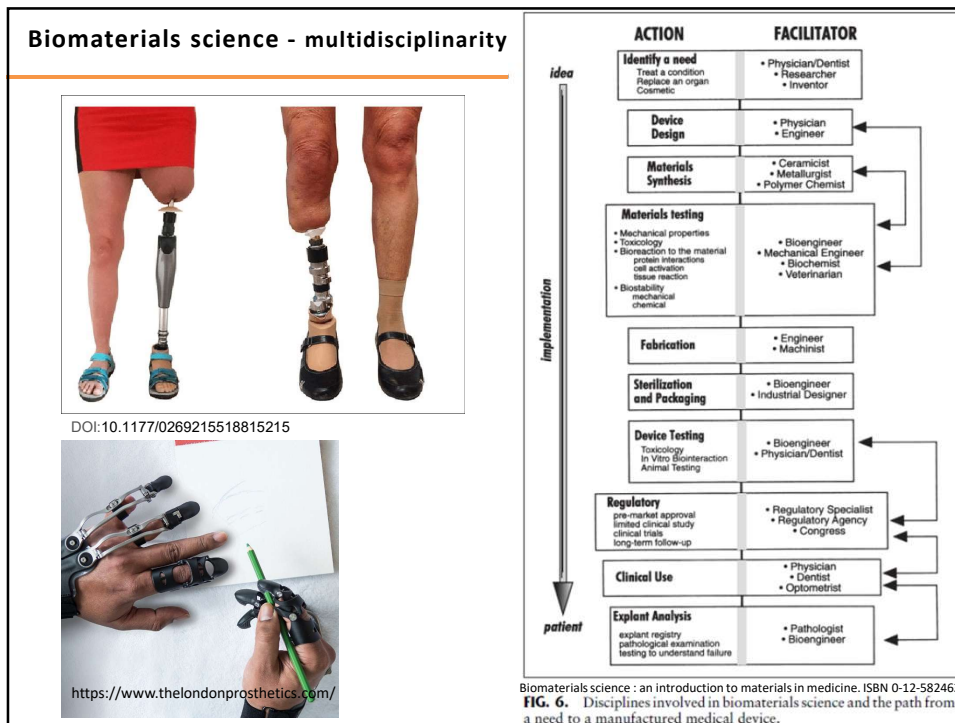 Biomaterials science - multidisciplinarity
DOI:10.1177/0269215518815215
https://www.thelondonprosthetics.com/
ACTION
FACILITATOR
idea
implementation
patient
Identify a need
Treat a condition
Replace an organ
Cosmetic
• Physician/Dentist
• Researcher
• Inventor
Device
Design
• Physician
• Engineer
Materials
Synthesis
• Ceramicist
• Metallurgist
• Polymer Chemist
Materials testing
• Mechanical properties
• Toxicology
• Bioreaction to the material
protein interactions
cell activation
tissue reaction
• Biostability
mechanical
chemical
• Bioengineer
• Mechanical Engineer
• Biochemist
• Veterinarian
Fabrication
• Engineer
• Machinist
Sterilization
and Packaging
• Bioengineer
• Industrial Designer
Device Testing
Toxicology
In Vitro Biointeraction
Animal Testing
• Bioengineer
• Physician/Dentist
Regulatory
pre-market approval
limited clinical study
clinical trials
long-term follow-up
• Regulatory Specialist
• Regulatory Agency
• Congress
Clinical Use
• Physician
• Dentist
• Optometrist
Explant Analysis
explant registry
pathological examination
testing to understand failure
• Pathologist
• Bioengineer
Biomaterials science : an introduction to materials in medicine. ISBN 0-12-58246
FIG. 6. Disciplines involved in biomaterials science and the path from
a need to a manufactured medical device.